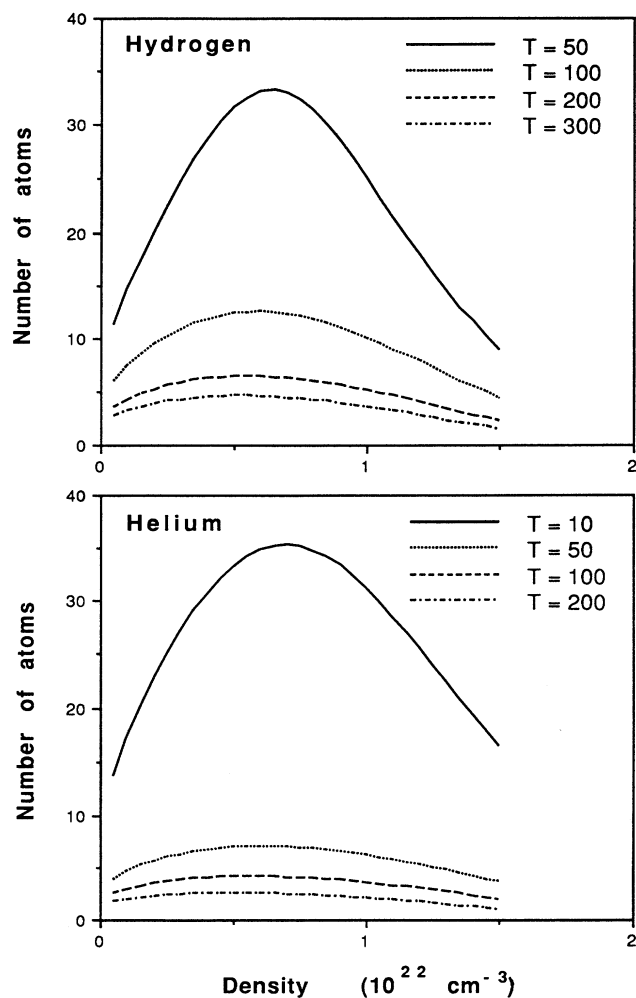 40
Hydrogen
T = 50
T = 100
T = 200
T = 300
30
20
10
0
0 1 2
Number of atoms
40
Helium
T = 10
T = 50
T = 100
T = 200
30
20
10
0
0 1 2
Number of atoms
Density (10²² cm⁻³)